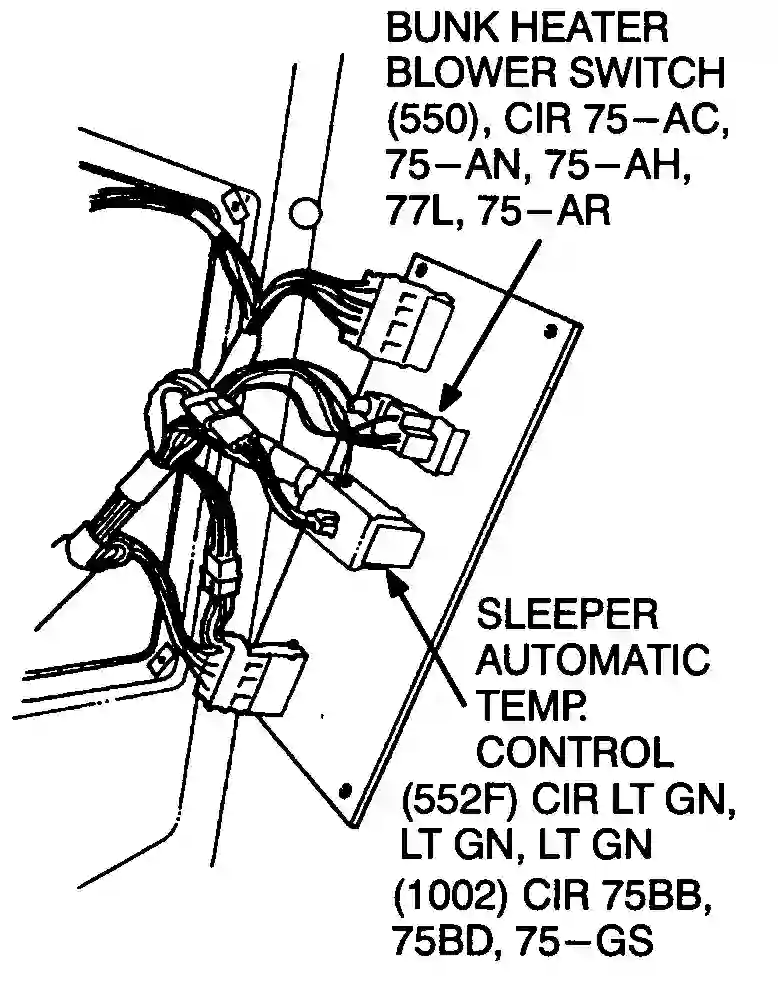 BUNK HEATER
BLOWER SWITCH
(550), CIR 75–AC,
75–AN, 75–AH,
77L, 75–AR
SLEEPER
AUTOMATIC
TEMP.
CONTROL
(552F) CIR LT GN,
LT GN, LT GN
(1002) CIR 75BB,
75BD, 75–GS